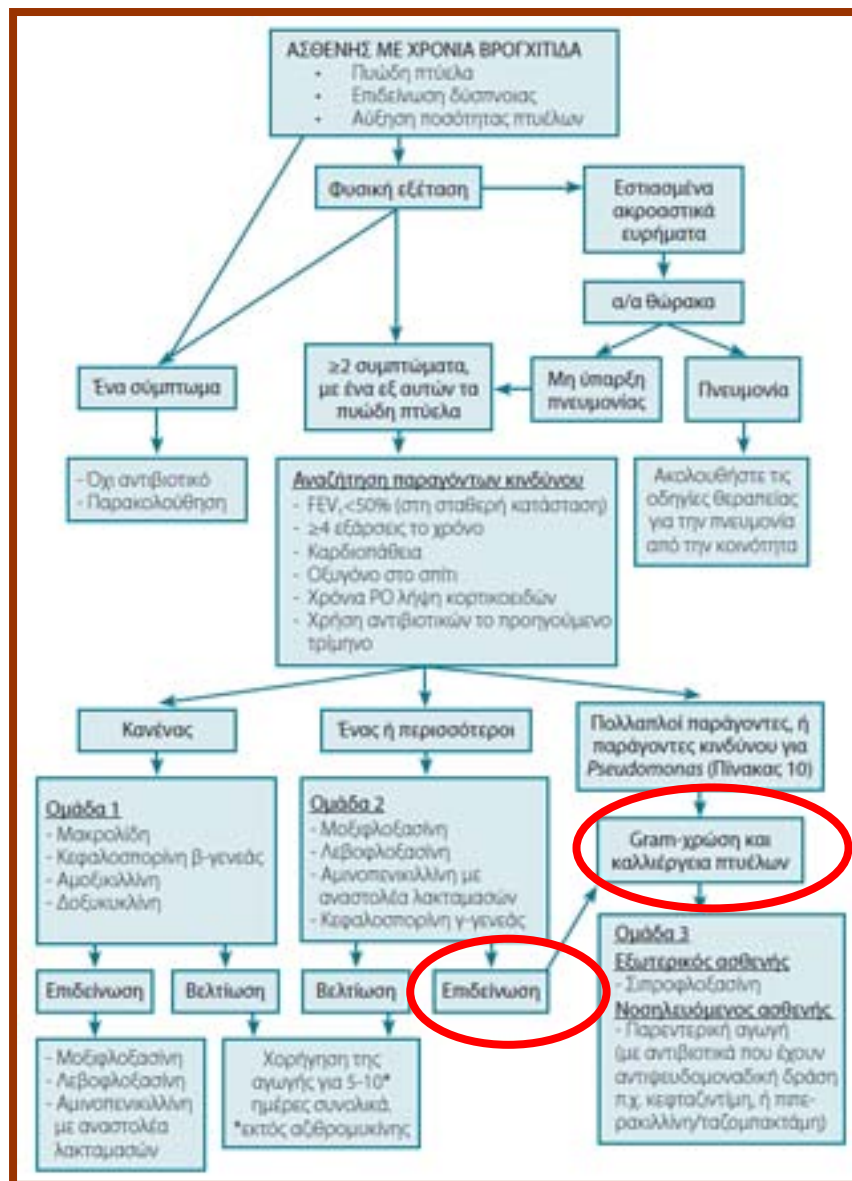 ΑΣΘΕΝΗΣ ΜΕ ΧΡΟΝΙΑ ΒΡΟΓΧΙΤΙΔΑ
• Πυώδη πτύελα
• Επιδείνωση δύσπνοιας
• Αύξηση ποσότητας πτυέλων
Φυσική εξέταση
Εστιασμένα
ακροαστικά
ευρήματα
α/α θώρακα
Ένα σύμπτωμα
≥2 συμπτώματα,
με ένα εξ αυτών τα
πυώδη πτύελα
Μη ύπαρξη
πνευμονίας
Πνευμονία
- Όχι αντιβιοτικό
- Παρακολούθηση
Αναζήτηση παραγόντων κινδύνου
- FEV₁<50% (στη σταθερή κατάσταση)
- ≥4 εξάρσεις το χρόνο
- Καρδιοπάθεια
- Οξυγόνο στο σπίτι
- Χρόνια PO λήψη κορτικοειδών
- Χρήση αντιβιοτικών το προηγούμενο
τρίμηνο
Ακολουθήστε τις
οδηγίες θεραπείας
για την πνευμονία
από την κοινότητα
Κανένας
Ένας ή περισσότεροι
Πολλαπλοί παράγοντες, ή
παράγοντες κινδύνου για
Pseudomonas (Πίνακας 10)
Ομάδα 1
- Μακρολίδη
- Κεφαλοσπορίνη β-γενεάς
- Αμοξικιλλίνη
- Δοξυκυκλίνη
Ομάδα 2
- Μοξιφλοξασίνη
- Λεβοφλοξασίνη
- Αμινοπενικιλλίνη με
αναστολέα λακταμασών
- Κεφαλοσπορίνη γ-γενεάς
Gram-χρώση και
καλλιέργεια πτυέλων
Επιδείνωση
Βελτίωση
Βελτίωση
Επιδείνωση
Ομάδα 3
Εξωτερικός ασθενής
- Σιπροφλοξασίνη
Νοσηλευόμενος ασθενής
- Παρεντερική αγωγή
(με αντιβιοτικά που έχουν
αντιψευδομοναδική δράση
π.χ. κεφταζιντίμη, ή πιπε-
ρακιλλίνη/ταζομπακτάμη)
- Μοξιφλοξασίνη
- Λεβοφλοξασίνη
- Αμινοπενικιλλίνη
με αναστολέα
λακταμασών
Χορήγηση της
αγωγής για 5-10*
ημέρες συνολικά.
*εκτός αζιθρομυκίνης